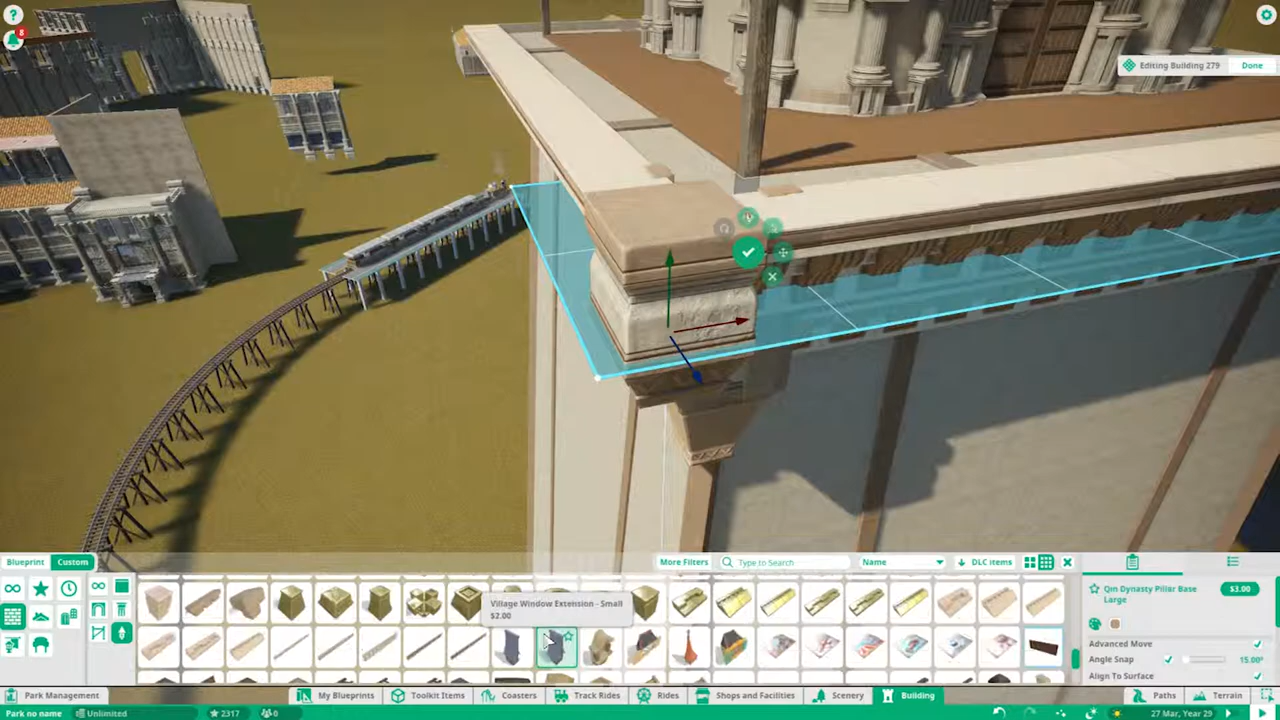 ?
8
Editing Building 279
Done
Blueprint
Custom
More Filters
Type to Search
Name
DLC items
Village Window Extension - Small
$2.00
Qin Dynasty Pillar Base
Large
$3.00
Advanced Move
Angle Snap
15.00°
Align To Surface
Park Management
My Blueprints
Toolkit Items
Coasters
Track Rides
Rides
Shops and Facilities
Scenery
Building
Paths
Terrain
Park no name
Unlimited
2317
0
27 Mar, Year 29